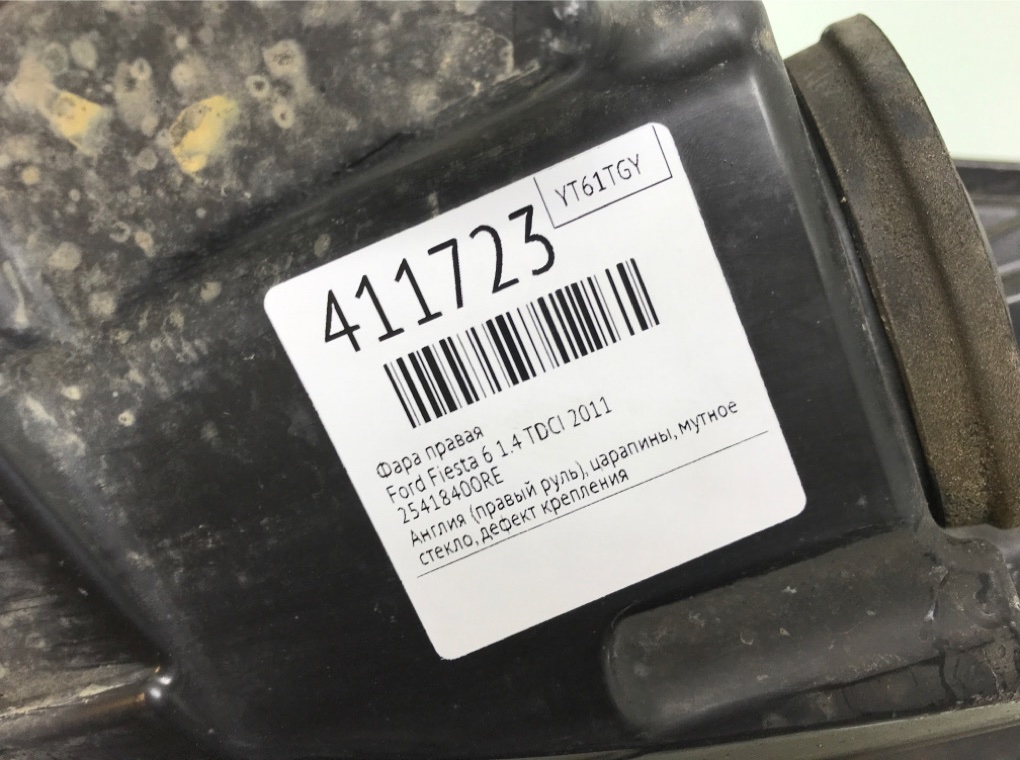 YT61TGY
411723
Фара правая
Ford Fiesta 6 1.4 TDCI 2011
25418400RE
Англия (правый руль), царапины, мутное
стекло, дефект крепления